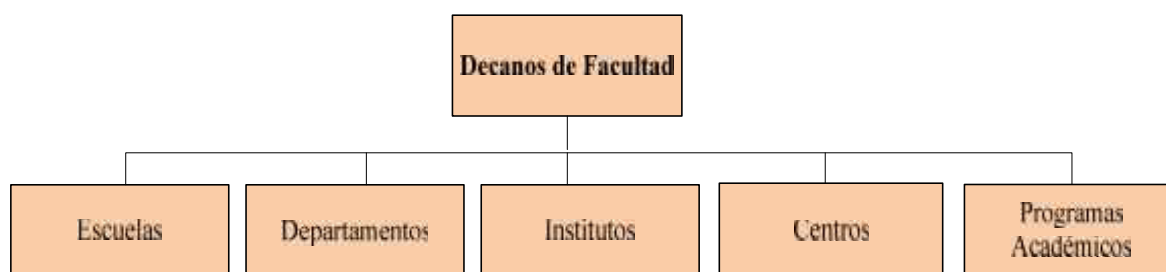 Decanos de Facultad
Escuelas
Departamentos
Institutos
Centros
Programas
Académicos